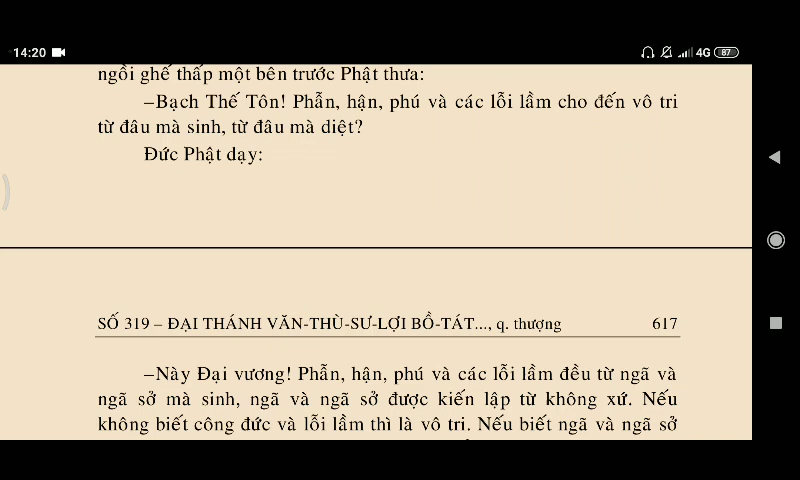 14:20
4G 87
ngồi ghế thấp một bên trước Phật thưa:
–Bạch Thế Tôn! Phẫn, hận, phú và các lỗi lầm cho đến vô tri
từ đâu mà sinh, từ đâu mà diệt?
Đức Phật dạy:
SỐ 319 – ĐẠI THÁNH VĂN-THÙ-SƯ-LỢI BỒ-TÁT..., q. thượng 617
–Này Đại vương! Phẫn, hận, phú và các lỗi lầm đều từ ngã và
ngã sở mà sinh, ngã và ngã sở được kiến lập từ không xứ. Nếu
không biết công đức và lỗi lầm thì là vô tri. Nếu biết ngã và ngã sở